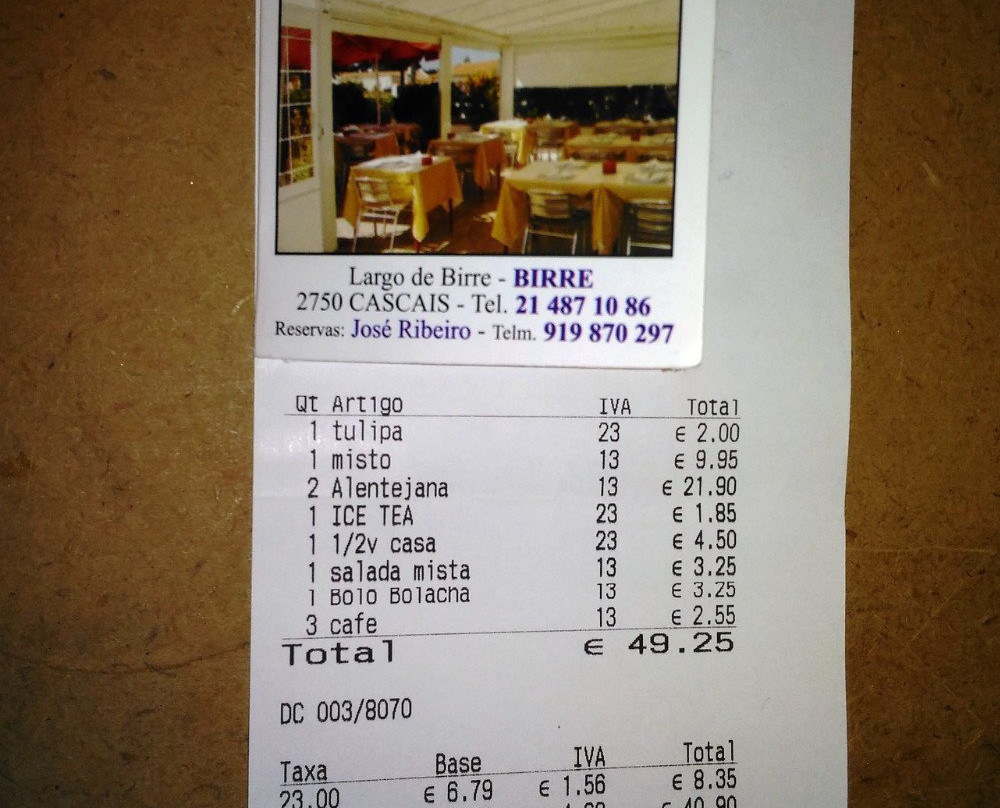 Largo de Birre - BIRRE
2750 CASCAIS - Tel. 21 487 10 86
Reservas: José Ribeiro - Telm. 919 870 297
Qt Artigo IVA Total
1 tulipa 23 € 2.00
1 misto 13 € 9.95
2 Alentejana 13 € 21.90
1 ICE TEA 23 € 1.85
1 1/2v casa 23 € 4.50
1 salada mista 13 € 3.25
1 Bolo Bolacha 13 € 3.25
3 cafe 13 € 2.55
Total € 49.25
DC 003/8070
Taxa Base IVA Total
23.00 € 6.79 € 1.56 € 8.35
40.90